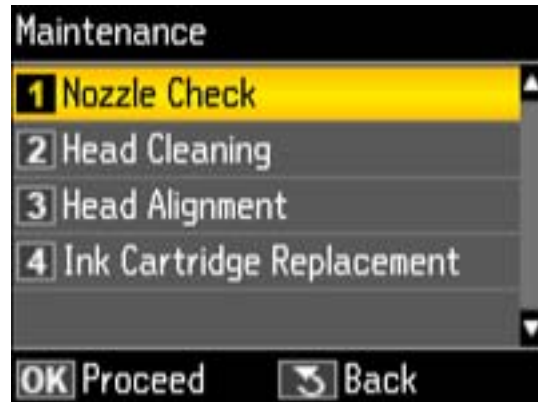 Maintenance
1 Nozzle Check
2 Head Cleaning
3 Head Alignment
4 Ink Cartridge Replacement
OK Proceed Back